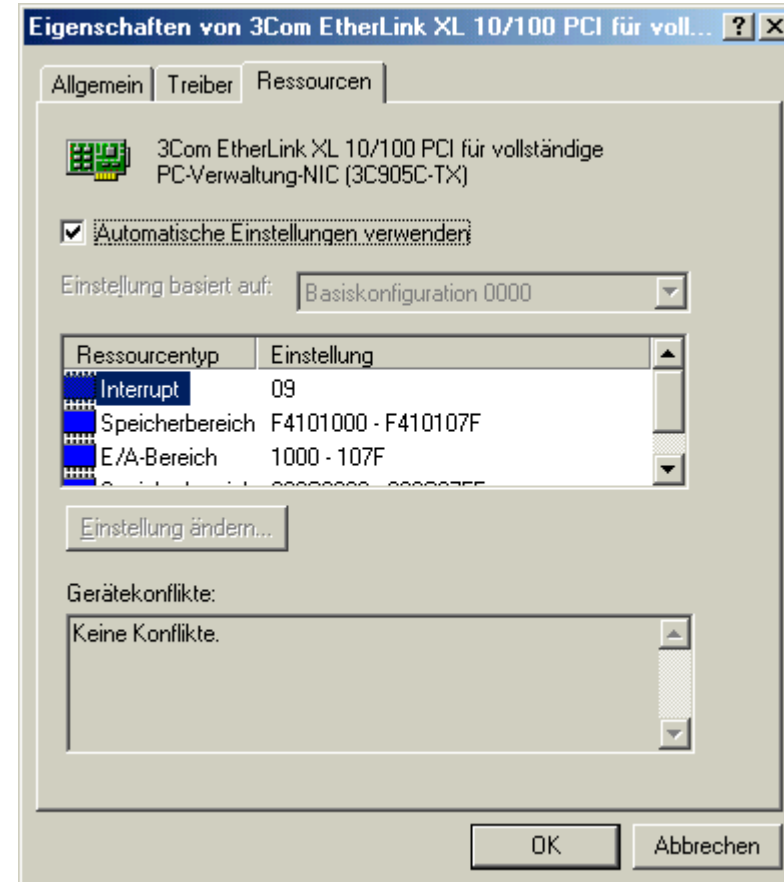 Eigenschaften von 3Com EtherLink XL 10/100 PCI für voll...
Allgemein Treiber Ressourcen
3Com EtherLink XL 10/100 PCI für vollständige
PC-Verwaltung-NIC (3C905C-TX)
Automatische Einstellungen verwenden
Einstellung basiert auf: Basiskonfiguration 0000
Ressourcentyp Einstellung
Interrupt 09
Speicherbereich F4101000 - F410107F
E/A-Bereich 1000 - 107F
Einstellung ändern...
Gerätekonflikte:
Keine Konflikte.
OK Abbrechen